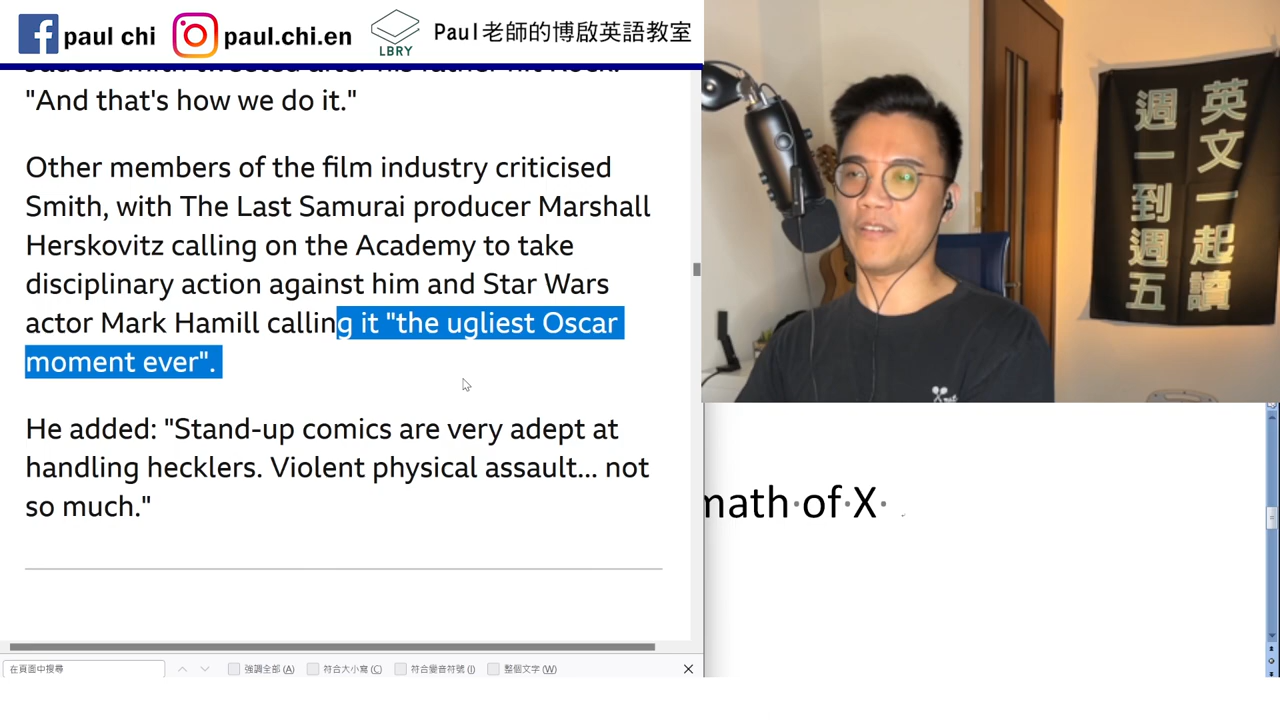 paul chi
paul.chi.en
LBRY
Paul老師的博啟英語教室
"And that's how we do it."
Other members of the film industry criticised
Smith, with The Last Samurai producer Marshall
Herskovitz calling on the Academy to take
disciplinary action against him and Star Wars
actor Mark Hamill calling it "the ugliest Oscar
moment ever".
He added: "Stand-up comics are very adept at
handling hecklers. Violent physical assault... not
so much."
英文一起讀
週一到週五
math of X
在頁面中搜尋
強調全部 (A)
符合大小寫 (C)
符合變音符號 (I)
整個文字 (W)